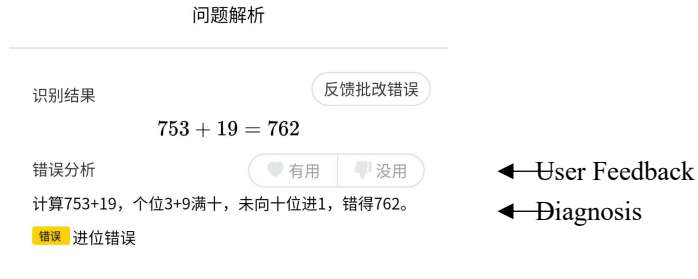 问题解析
识别结果
反馈批改错误
753 + 19 = 762
错误分析
有用
没用
User Feedback
计算753+19，个位3+9满十，未向十位进1，错得762。
Diagnosis
错误 进位错误